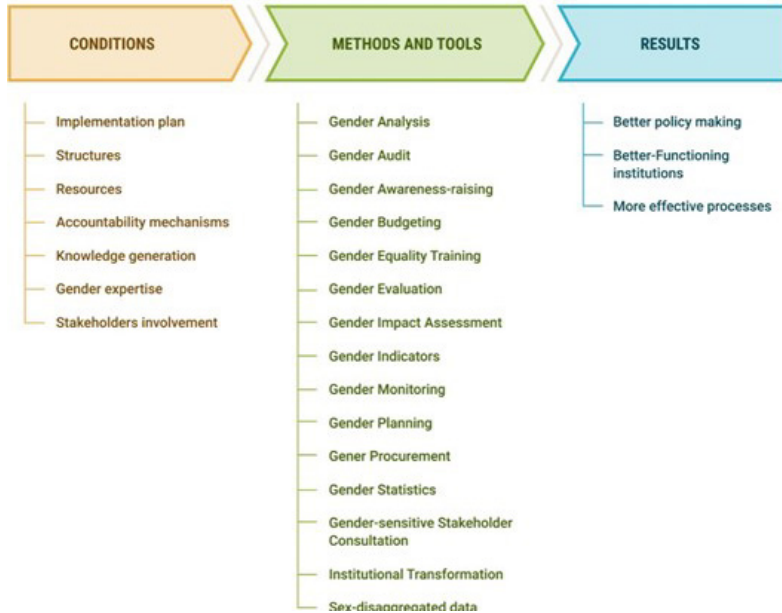 CONDITIONS
Implementation plan
Structures
Resources
Accountability mechanisms
Knowledge generation
Gender expertise
Stakeholders involvement
METHODS AND TOOLS
Gender Analysis
Gender Audit
Gender Awareness-raising
Gender Budgeting
Gender Equality Training
Gender Evaluation
Gender Impact Assessment
Gender Indicators
Gender Monitoring
Gender Planning
Gener Procurement
Gender Statistics
Gender-sensitive Stakeholder
Consultation
Institutional Transformation
Sex-disaggregated data
RESULTS
Better policy making
Better-Functioning
institutions
More effective processes